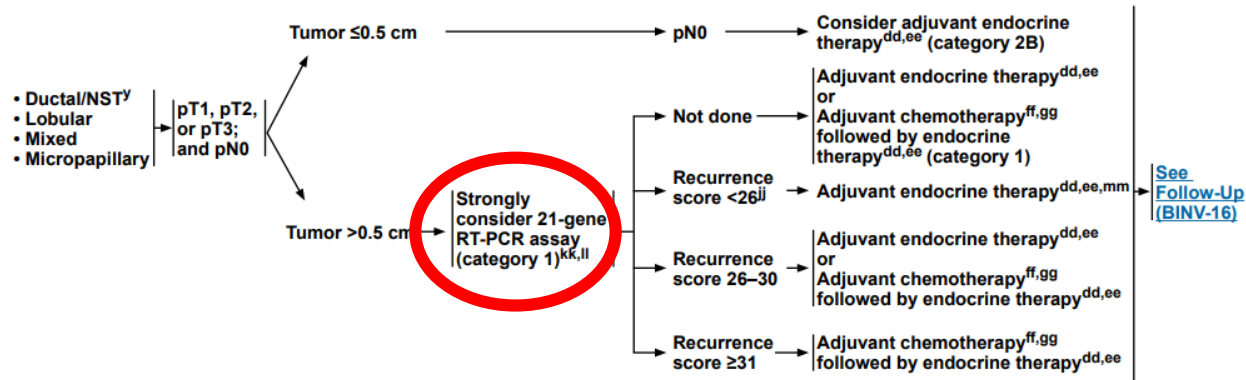 • Ductal/NSTy
• Lobular
• Mixed
• Micropapillary
pT1, pT2,
or pT3;
and pN0
Tumor ≤0.5 cm
pN0
Consider adjuvant endocrine
therapydd,ee (category 2B)
Tumor >0.5 cm
Strongly
consider 21-gene
RT-PCR assay
(category 1)kk,ll
Not done
Adjuvant endocrine therapydd,ee
or
Adjuvant chemotherapyff,gg
followed by endocrine
therapydd,ee (category 1)
Recurrence
score <26jj
Adjuvant endocrine therapydd,ee,mm
Recurrence
score 26–30
Adjuvant endocrine therapydd,ee
or
Adjuvant chemotherapyff,gg
followed by endocrine therapydd,ee
Recurrence
score ≥31
Adjuvant chemotherapyff,gg
followed by endocrine therapydd,ee
See
Follow-Up
(BINV-16)